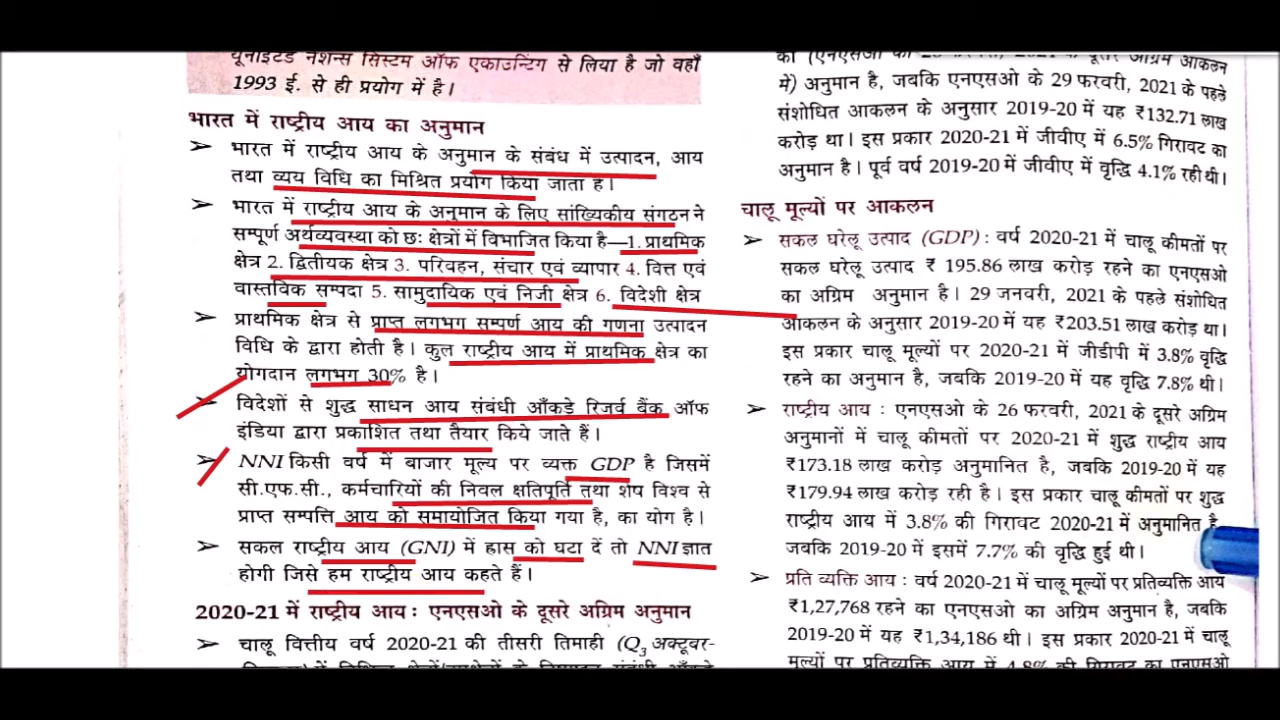 यूनाइटेड नेशन्स सिस्टम ऑफ एकाउन्टिंग से लिया है जो वहाँ
1993 ई. से ही प्रयोग में है।
भारत में राष्ट्रीय आय का अनुमान
➢ भारत में राष्ट्रीय आय के अनुमान के संबंध में उत्पादन, आय
तथा व्यय विधि का मिश्रित प्रयोग किया जाता है।
➢ भारत में राष्ट्रीय आय के अनुमान के लिए सांख्यिकीय संगठन ने
सम्पूर्ण अर्थव्यवस्था को छः क्षेत्रों में विभाजित किया है—1. प्राथमिक
क्षेत्र 2. द्वितीयक क्षेत्र 3. परिवहन, संचार एवं व्यापार 4. वित्त एवं
वास्तविक सम्पदा 5. सामुदायिक एवं निजी क्षेत्र 6. विदेशी क्षेत्र
➢ प्राथमिक क्षेत्र से प्राप्त लगभग सम्पर्ण आय की गणना उत्पादन
विधि के द्वारा होती है। कुल राष्ट्रीय आय में प्राथमिक क्षेत्र का
योगदान लगभग 30% है।
➢ विदेशों से शुद्ध साधन आय संबंधी आँकड़े रिजर्व बैंक ऑफ
इंडिया द्वारा प्रकाशित तथा तैयार किये जाते हैं।
➢ NNI किसी वर्ष में बाजार मूल्य पर व्यक्त GDP है जिसमें
सी.एफ.सी., कर्मचारियों की निवल क्षतिपूर्ति तथा शेष विश्व से
प्राप्त सम्पत्ति आय को समायोजित किया गया है, का योग है।
➢ सकल राष्ट्रीय आय (GNI) में ह्रास को घटा दें तो NNI ज्ञात
होगी जिसे हम राष्ट्रीय आय कहते हैं।
2020-21 में राष्ट्रीय आय: एनएसओ के दूसरे अग्रिम अनुमान
➢ चालू वित्तीय वर्ष 2020-21 की तीसरी तिमाही (Q3 अक्टूबर-
में) अनुमान है, जबकि एनएसओ के 29 फरवरी, 2021 के पहले
संशोधित आकलन के अनुसार 2019-20 में यह ₹132.71 लाख
करोड़ था। इस प्रकार 2020-21 में जीवीए में 6.5% गिरावट का
अनुमान है। पूर्व वर्ष 2019-20 में जीवीए में वृद्धि 4.1% रही थी।
चालू मूल्यों पर आकलन
➢ सकल घरेलू उत्पाद (GDP) : वर्ष 2020-21 में चालू कीमतों पर
सकल घरेलू उत्पाद ₹ 195.86 लाख करोड़ रहने का एनएसओ
का अग्रिम अनुमान है। 29 जनवरी, 2021 के पहले संशोधित
आकलन के अनुसार 2019-20 में यह ₹203.51 लाख करोड़ था।
इस प्रकार चालू मूल्यों पर 2020-21 में जीडीपी में 3.8% वृद्धि
रहने का अनुमान है, जबकि 2019-20 में यह वृद्धि 7.8% थी।
➢ राष्ट्रीय आय : एनएसओ के 26 फरवरी, 2021 के दूसरे अग्रिम
अनुमानों में चालू कीमतों पर 2020-21 में शुद्ध राष्ट्रीय आय
₹173.18 लाख करोड़ अनुमानित है, जबकि 2019-20 में यह
₹179.94 लाख करोड़ रही है। इस प्रकार चालू कीमतों पर शुद्ध
राष्ट्रीय आय में 3.8% की गिरावट 2020-21 में अनुमानित है,
जबकि 2019-20 में इसमें 7.7% की वृद्धि हुई थी।
➢ प्रति व्यक्ति आय : वर्ष 2020-21 में चालू मूल्यों पर प्रतिव्यक्ति आय
₹1,27,768 रहने का एनएसओ का अग्रिम अनुमान है, जबकि
2019-20 में यह ₹1,34,186 थी। इस प्रकार 2020-21 में चालू
मूल्यों पर प्रतिव्यक्ति आय में 4.8% की गिरावट का एनएसओ